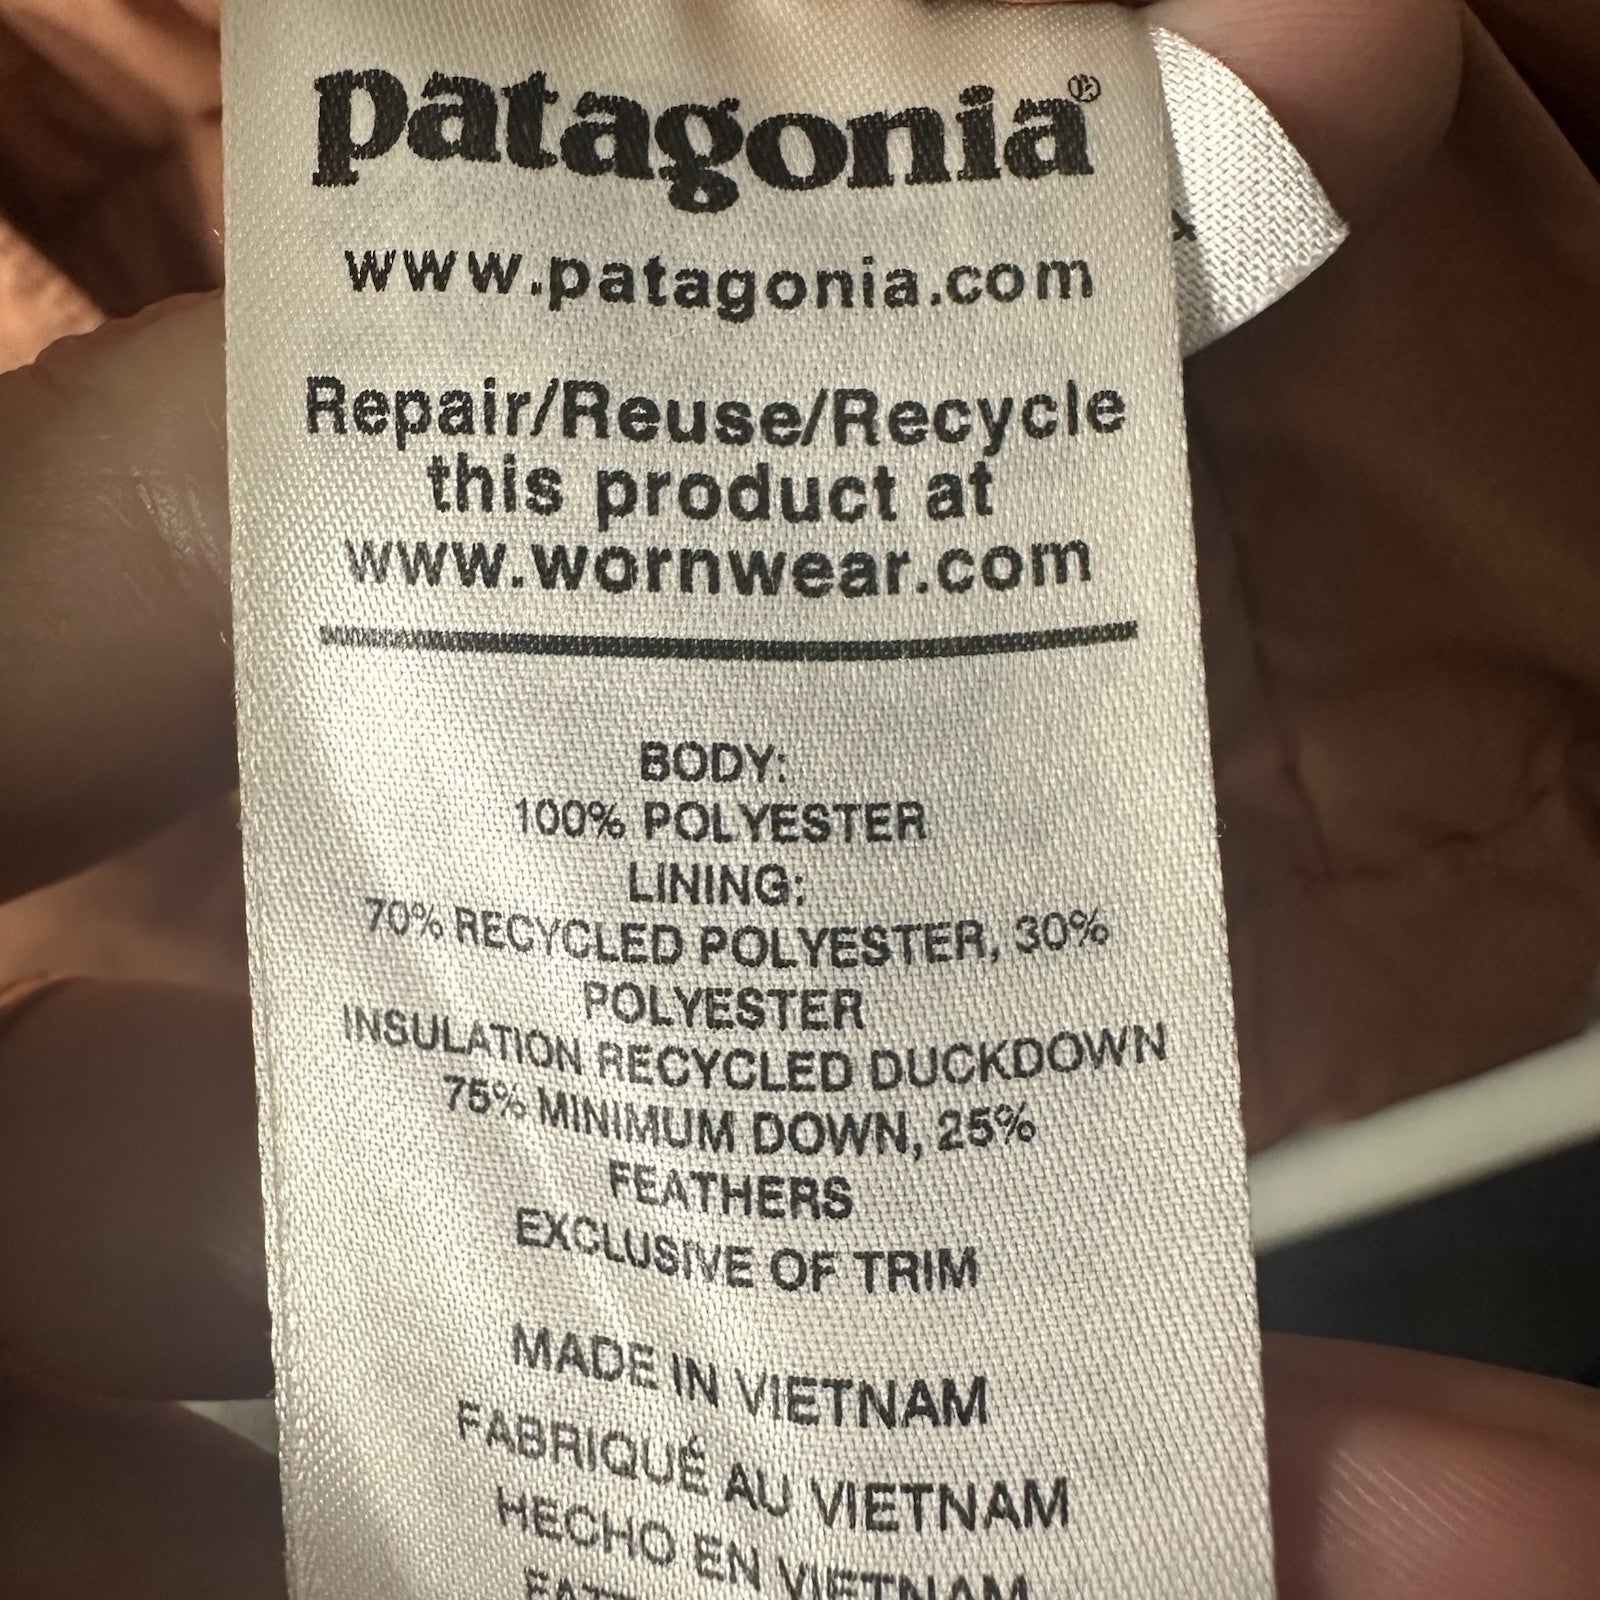 patagonia®
www.patagonia.com
Repair/Reuse/Recycle
this product at
www.wornwear.com
BODY:
100% POLYESTER
LINING:
70% RECYCLED POLYESTER, 30%
POLYESTER
INSULATION RECYCLED DUCKDOWN
75% MINIMUM DOWN, 25%
FEATHERS
EXCLUSIVE OF TRIM
MADE IN VIETNAM
FABRIQUÉ AU VIETNAM
HECHO EN VIETNAM